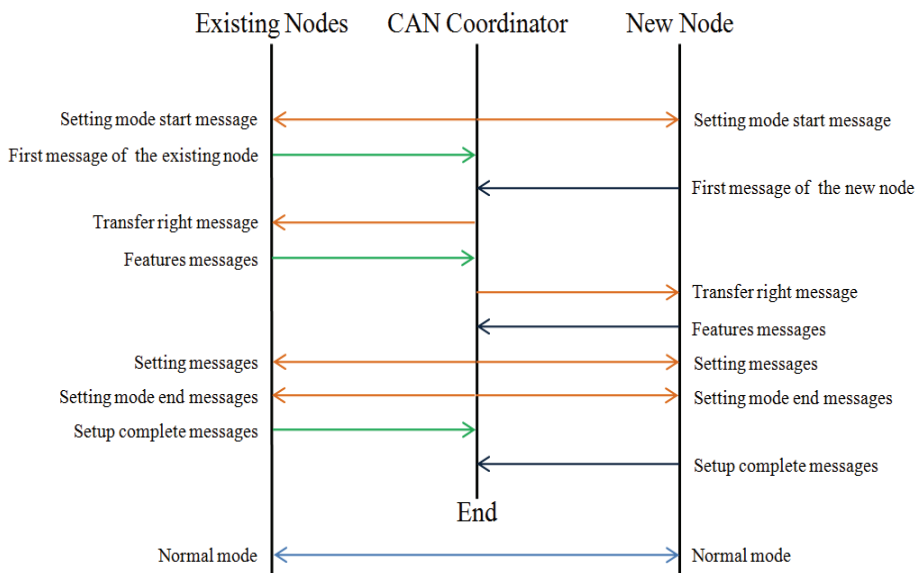 Existing Nodes CAN Coordinator New Node
Setting mode start message Setting mode start message
First message of the existing node
First message of the new node
Transfer right message
Features messages
Transfer right message
Features messages
Setting messages Setting messages
Setting mode end messages Setting mode end messages
Setup complete messages
Setup complete messages
End
Normal mode Normal mode